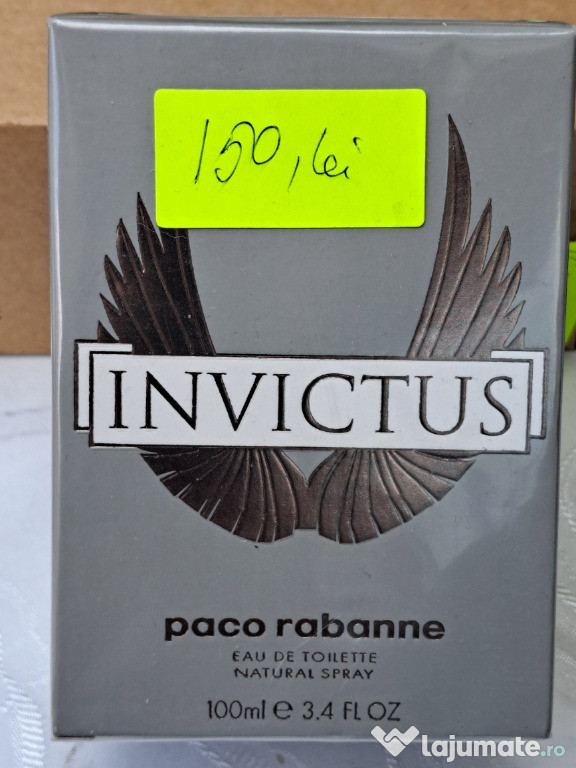 150, lei
INVICTUS
paco rabanne
EAU DE TOILETTE
NATURAL SPRAY
100ml e 3.4 FL OZ
lajumate.ro